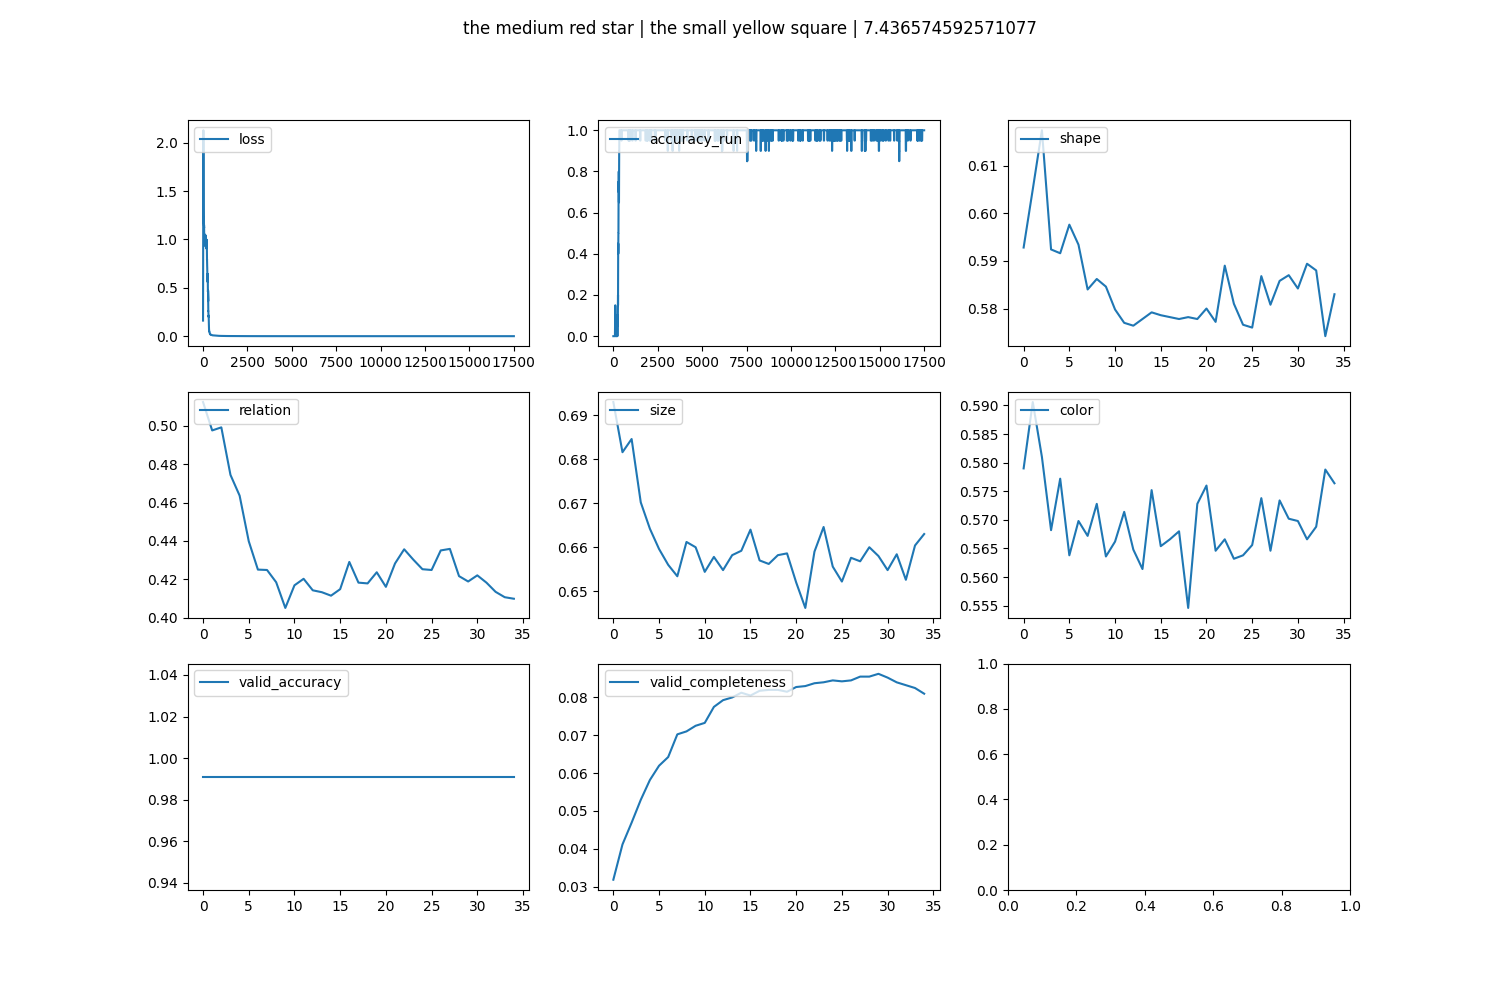 the medium red star | the small yellow square | 7.436574592571077
loss
2.0
1.5
1.0
0.5
0.0
0 2500 5000 7500 10000 12500 15000 17500
accuracy_run
1.0
0.8
0.6
0.4
0.2
0.0
0 2500 5000 7500 10000 12500 15000 17500
shape
0.61
0.60
0.59
0.58
0 5 10 15 20 25 30 35
relation
0.50
0.48
0.46
0.44
0.42
0.40
0 5 10 15 20 25 30 35
size
0.69
0.68
0.67
0.66
0.65
0 5 10 15 20 25 30 35
color
0.590
0.585
0.580
0.575
0.570
0.565
0.560
0.555
0 5 10 15 20 25 30 35
valid_accuracy
1.04
1.02
1.00
0.98
0.96
0.94
0 5 10 15 20 25 30 35
valid_completeness
0.08
0.07
0.06
0.05
0.04
0.03
0 5 10 15 20 25 30 35
1.0
0.8
0.6
0.4
0.2
0.0
0.0 0.2 0.4 0.6 0.8 1.0